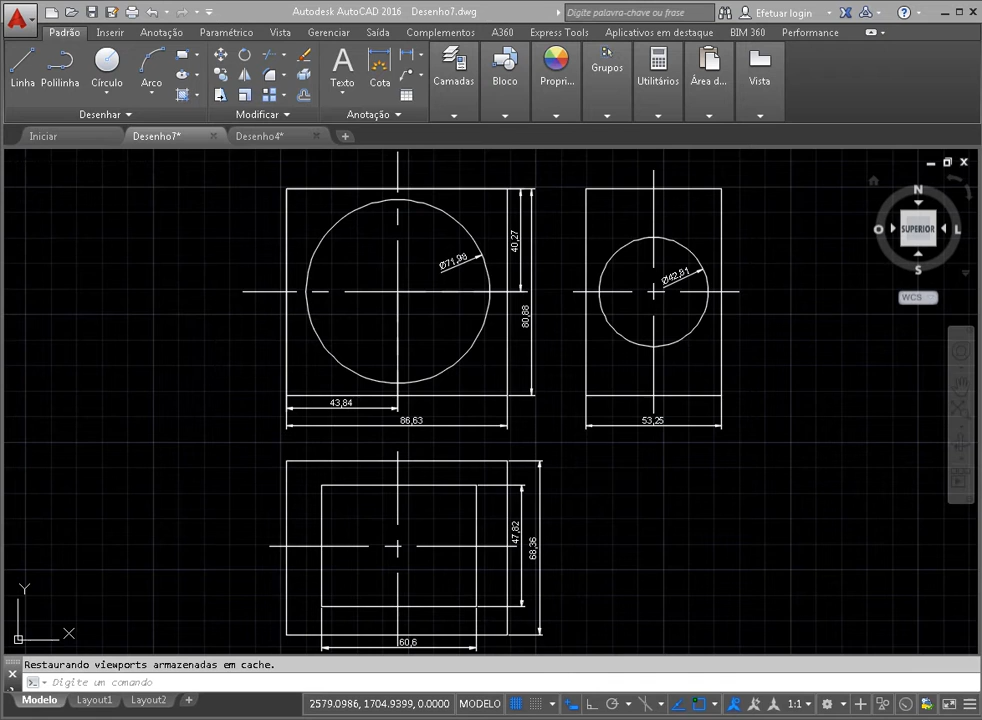 Autodesk AutoCAD 2016 Desenho7.dwg
Digite palavra-chave ou frase
Efetuar login
Padrão Inserir Anotação Paramétrico Vista Gerenciar Saída Complementos A360 Express Tools Aplicativos em destaque BIM 360 Performance
Linha Polilinha Círculo Arco
Texto Cota Camadas Bloco Propri... Grupos Utilitários Área d... Vista
Desenhar Modificar Anotação
Iniciar Desenho7* Desenho4*
N
O SUPERIOR L
S
WCS
40,27
Ø71,98
Ø42,81
80,88
43,84
86,63
53,25
47,82
68,36
60,6
Y
X
Restaurando viewports armazenadas em cache.
Digite um comando
Modelo Layout1 Layout2
2579.0986, 1704.9399, 0.0000 MODELO 1:1